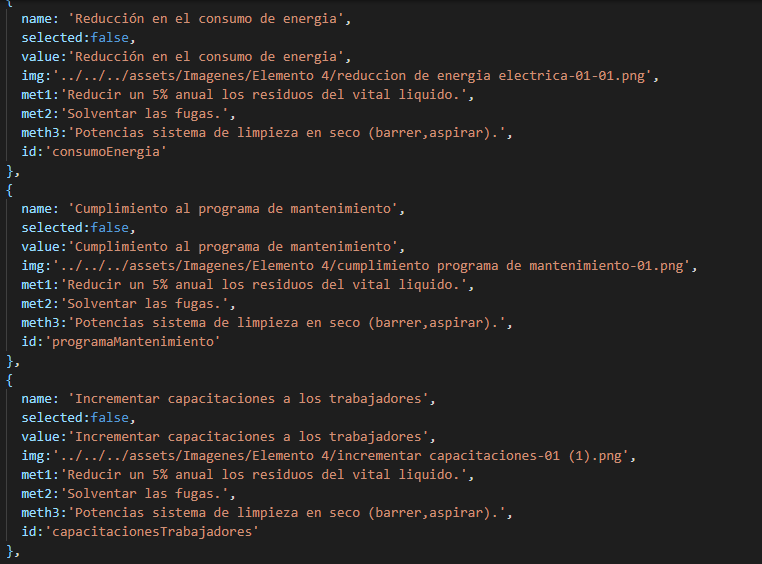 {
name: 'Reducción en el consumo de energia',
selected:false,
value:'Reducción en el consumo de energia',
img:'../../../assets/Imagenes/Elemento 4/reduccion de energia electrica-01-01.png',
met1:'Reducir un 5% anual los residuos del vital liquido.',
met2:'Solventar las fugas.',
meth3:'Potencias sistema de limpieza en seco (barrer,aspirar).',
id:'consumoEnergia'
},
{
name: 'Cumplimiento al programa de mantenimiento',
selected:false,
value:'Cumplimiento al programa de mantenimiento',
img:'../../../assets/Imagenes/Elemento 4/cumplimiento programa de mantenimiento-01.png',
met1:'Reducir un 5% anual los residuos del vital liquido.',
met2:'Solventar las fugas.',
meth3:'Potencias sistema de limpieza en seco (barrer,aspirar).',
id:'programaMantenimiento'
},
{
name: 'Incrementar capacitaciones a los trabajadores',
selected:false,
value:'Incrementar capacitaciones a los trabajadores',
img:'../../../assets/Imagenes/Elemento 4/incrementar capacitaciones-01 (1).png',
met1:'Reducir un 5% anual los residuos del vital liquido.',
met2:'Solventar las fugas.',
meth3:'Potencias sistema de limpieza en seco (barrer,aspirar).',
id:'capacitacionesTrabajadores'
},